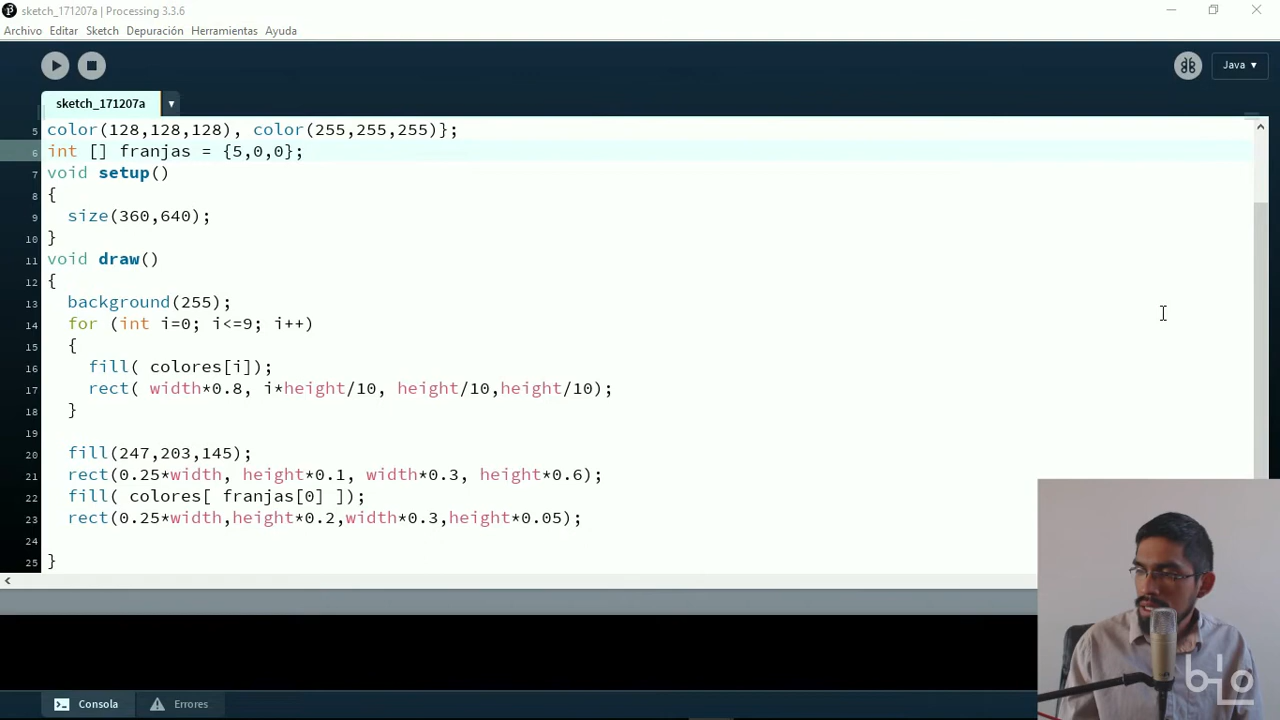 sketch_171207a | Processing 3.3.6
Archivo Editar Sketch Depuración Herramientas Ayuda
Java ▾
sketch_171207a ▾
5 color(128,128,128), color(255,255,255)};
6 int [] franjas = {5,0,0};
7 void setup()
8 {
9 size(360,640);
10 }
11 void draw()
12 {
13 background(255);
14 for (int i=0; i<=9; i++)
15 {
16 fill( colores[i]);
17 rect( width*0.8, i*height/10, height/10,height/10);
18 }
19
20 fill(247,203,145);
21 rect(0.25*width, height*0.1, width*0.3, height*0.6);
22 fill( colores[ franjas[0] ]);
23 rect(0.25*width,height*0.2,width*0.3,height*0.05);
24
25 }
Consola Errores